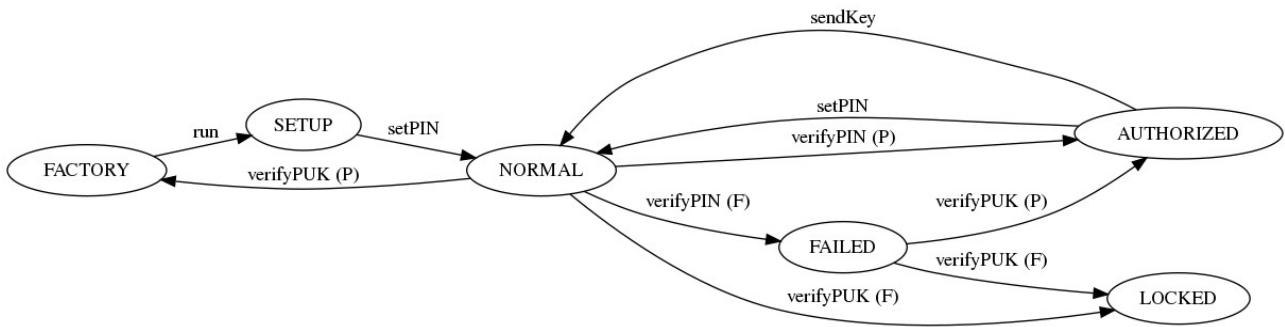 sendKey
setPIN
run
SETUP
setPIN
verifyPIN (P)
AUTHORIZED
FACTORY
NORMAL
verifyPUK (P)
verifyPIN (F)
verifyPUK (P)
FAILED
verifyPUK (F)
verifyPUK (F)
LOCKED